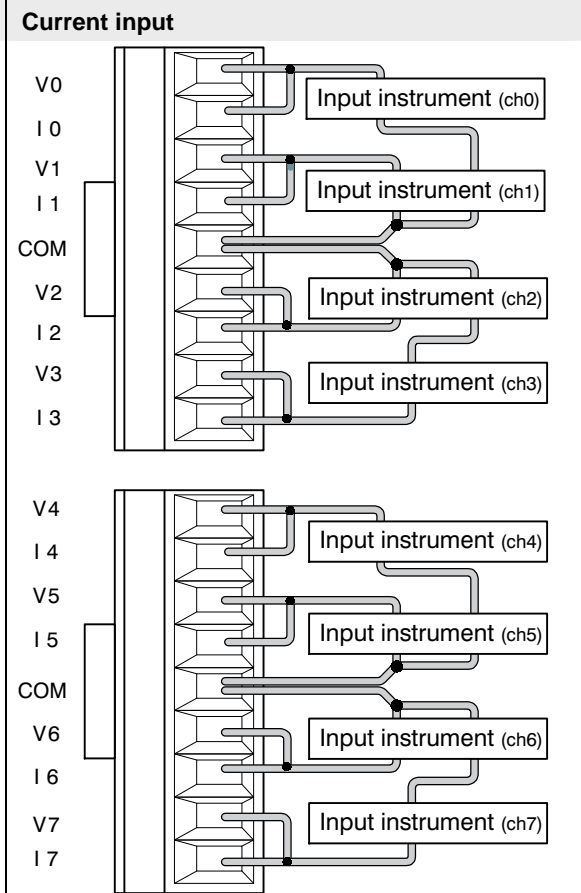 Current input
V0
I 0
V1
I 1
COM
V2
I 2
V3
I 3
Input instrument (ch0)
Input instrument (ch1)
Input instrument (ch2)
Input instrument (ch3)
V4
I 4
V5
I 5
COM
V6
I 6
V7
I 7
Input instrument (ch4)
Input instrument (ch5)
Input instrument (ch6)
Input instrument (ch7)